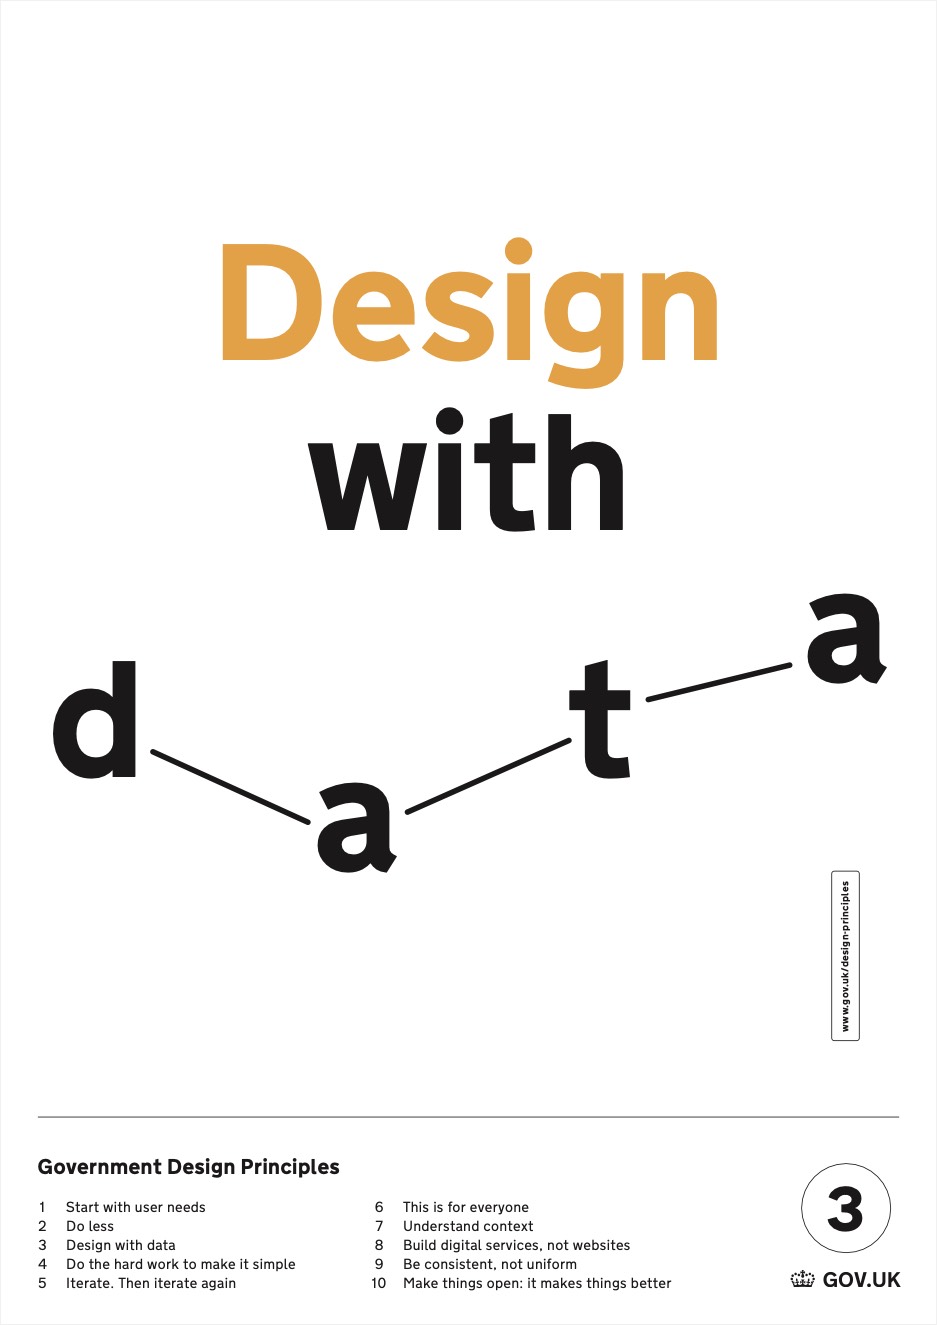 Design
with
data
www.gov.uk/design-principles
Government Design Principles
1 Start with user needs
2 Do less
3 Design with data
4 Do the hard work to make it simple
5 Iterate. Then iterate again
6 This is for everyone
7 Understand context
8 Build digital services, not websites
9 Be consistent, not uniform
10 Make things open: it makes things better
3
GOV.UK